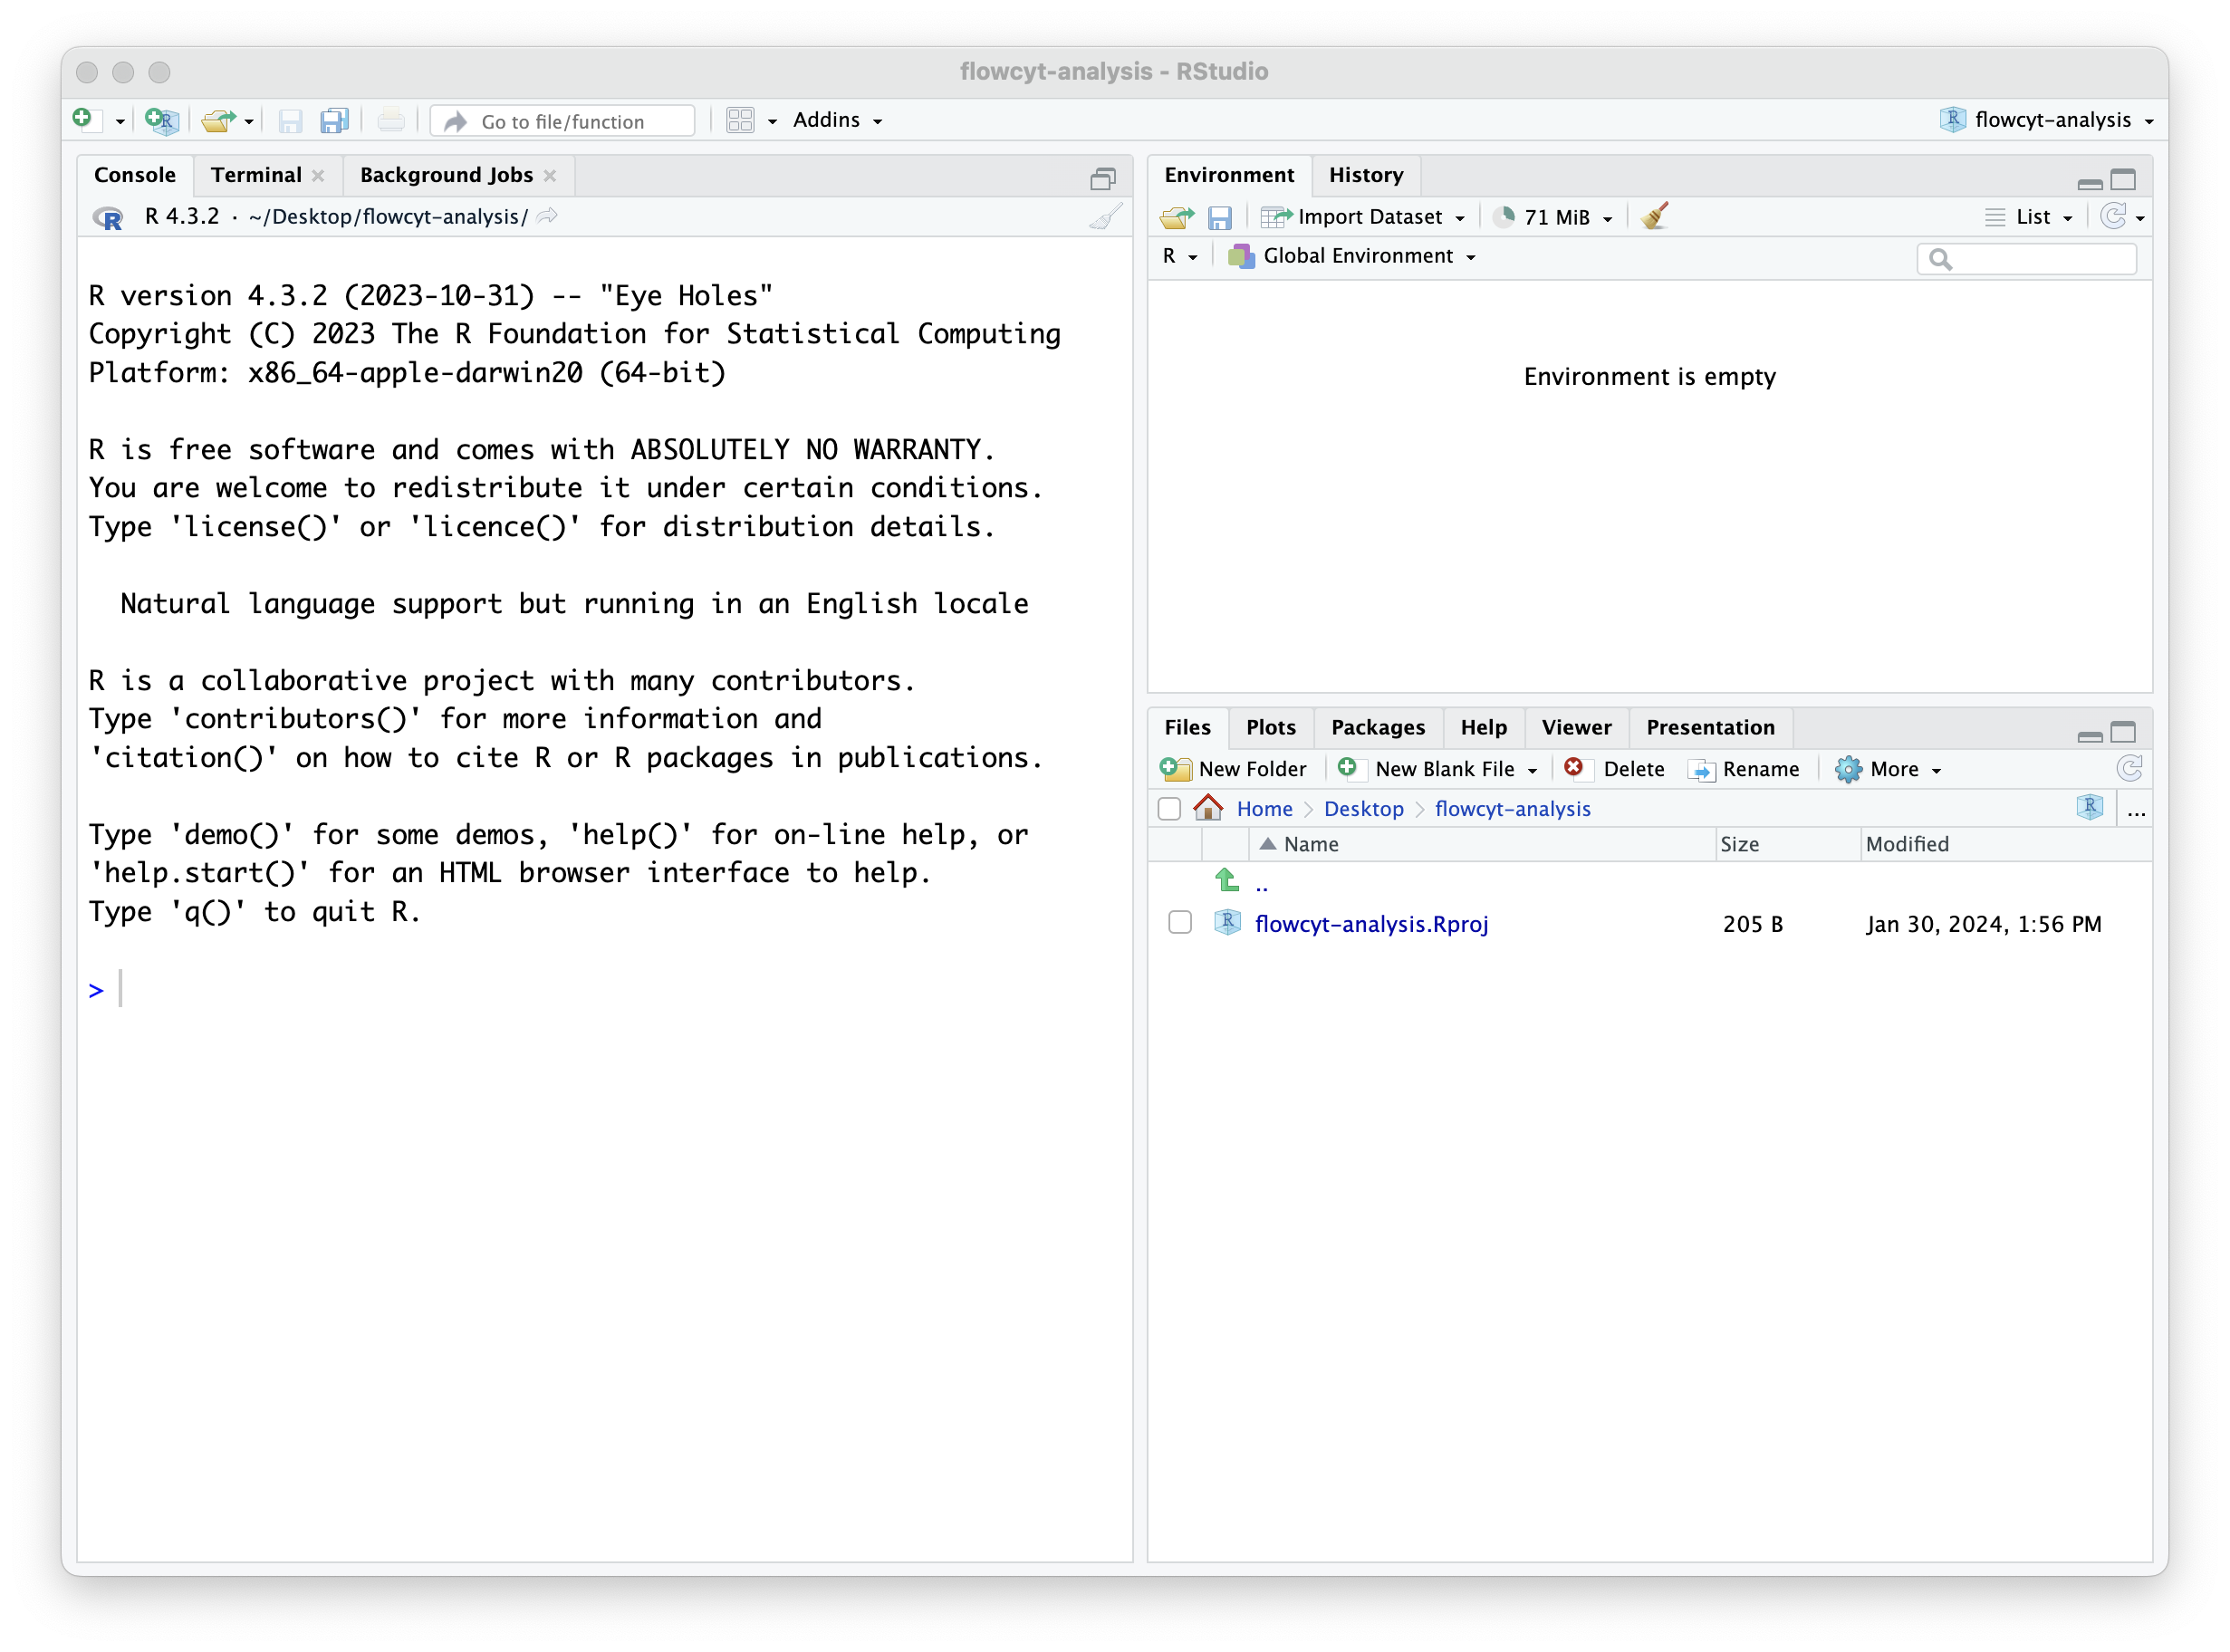 flowcyt-analysis - RStudio
Go to file/function
Addins
flowcyt-analysis
Console
Terminal
Background Jobs
R 4.3.2 · ~/Desktop/flowcyt-analysis/
R version 4.3.2 (2023-10-31) -- "Eye Holes"
Copyright (C) 2023 The R Foundation for Statistical Computing
Platform: x86_64-apple-darwin20 (64-bit)
R is free software and comes with ABSOLUTELY NO WARRANTY.
You are welcome to redistribute it under certain conditions.
Type 'license()' or 'licence()' for distribution details.
Natural language support but running in an English locale
R is a collaborative project with many contributors.
Type 'contributors()' for more information and
'citation()' on how to cite R or R packages in publications.
Type 'demo()' for some demos, 'help()' for on-line help, or
'help.start()' for an HTML browser interface to help.
Type 'q()' to quit R.
>
Environment
History
Import Dataset
71 MiB
List
R
Global Environment
Environment is empty
Files
Plots
Packages
Help
Viewer
Presentation
New Folder
New Blank File
Delete
Rename
More
Home
Desktop
flowcyt-analysis
...
Name
Size
Modified
..
flowcyt-analysis.Rproj
205 B
Jan 30, 2024, 1:56 PM